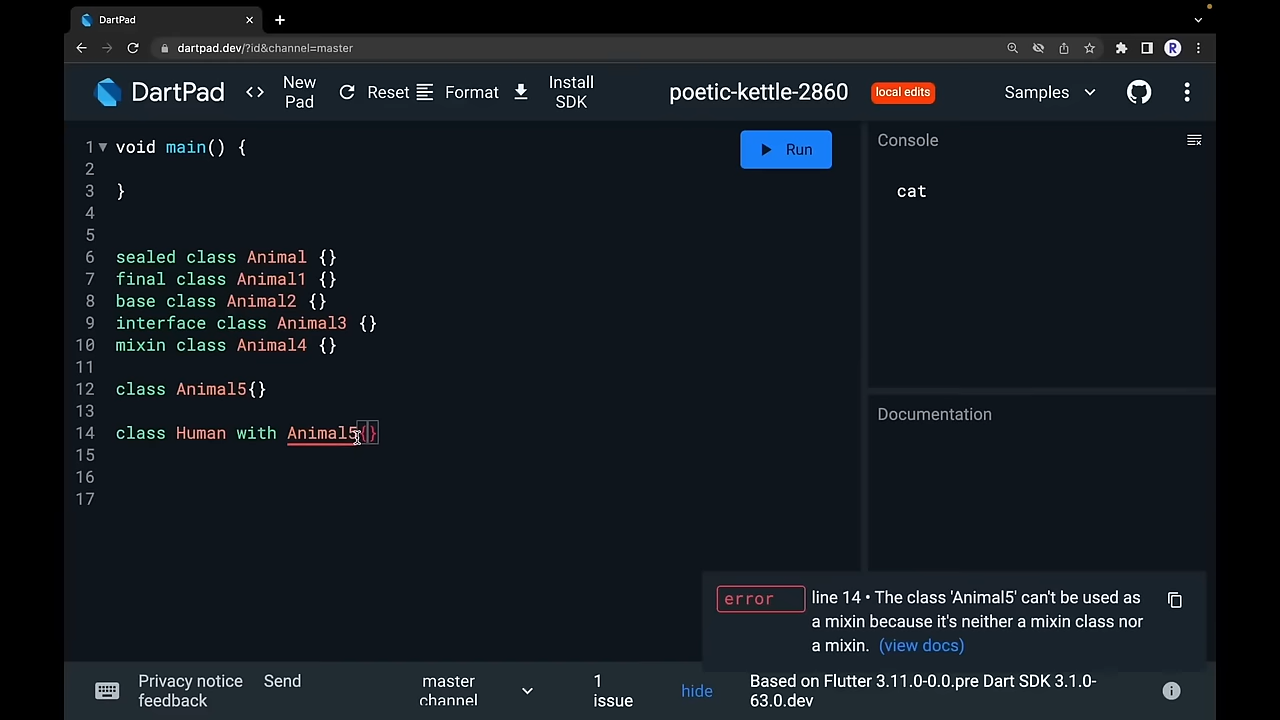 DartPad
dartpad.dev/?id&channel=master
R
DartPad
New Pad
Reset
Format
Install SDK
poetic-kettle-2860
local edits
Samples
1 void main() {
2
3 }
4
5
6 sealed class Animal {}
7 final class Animal1 {}
8 base class Animal2 {}
9 interface class Animal3 {}
10 mixin class Animal4 {}
11
12 class Animal5{}
13
14 class Human with Animal5{}
15
16
17
Run
Console
cat
Documentation
error
line 14 • The class 'Animal5' can't be used as
a mixin because it's neither a mixin class nor
a mixin. (view docs)
Privacy notice
Send feedback
master channel
1 issue
hide
Based on Flutter 3.11.0-0.0.pre Dart SDK 3.1.0-
63.0.dev